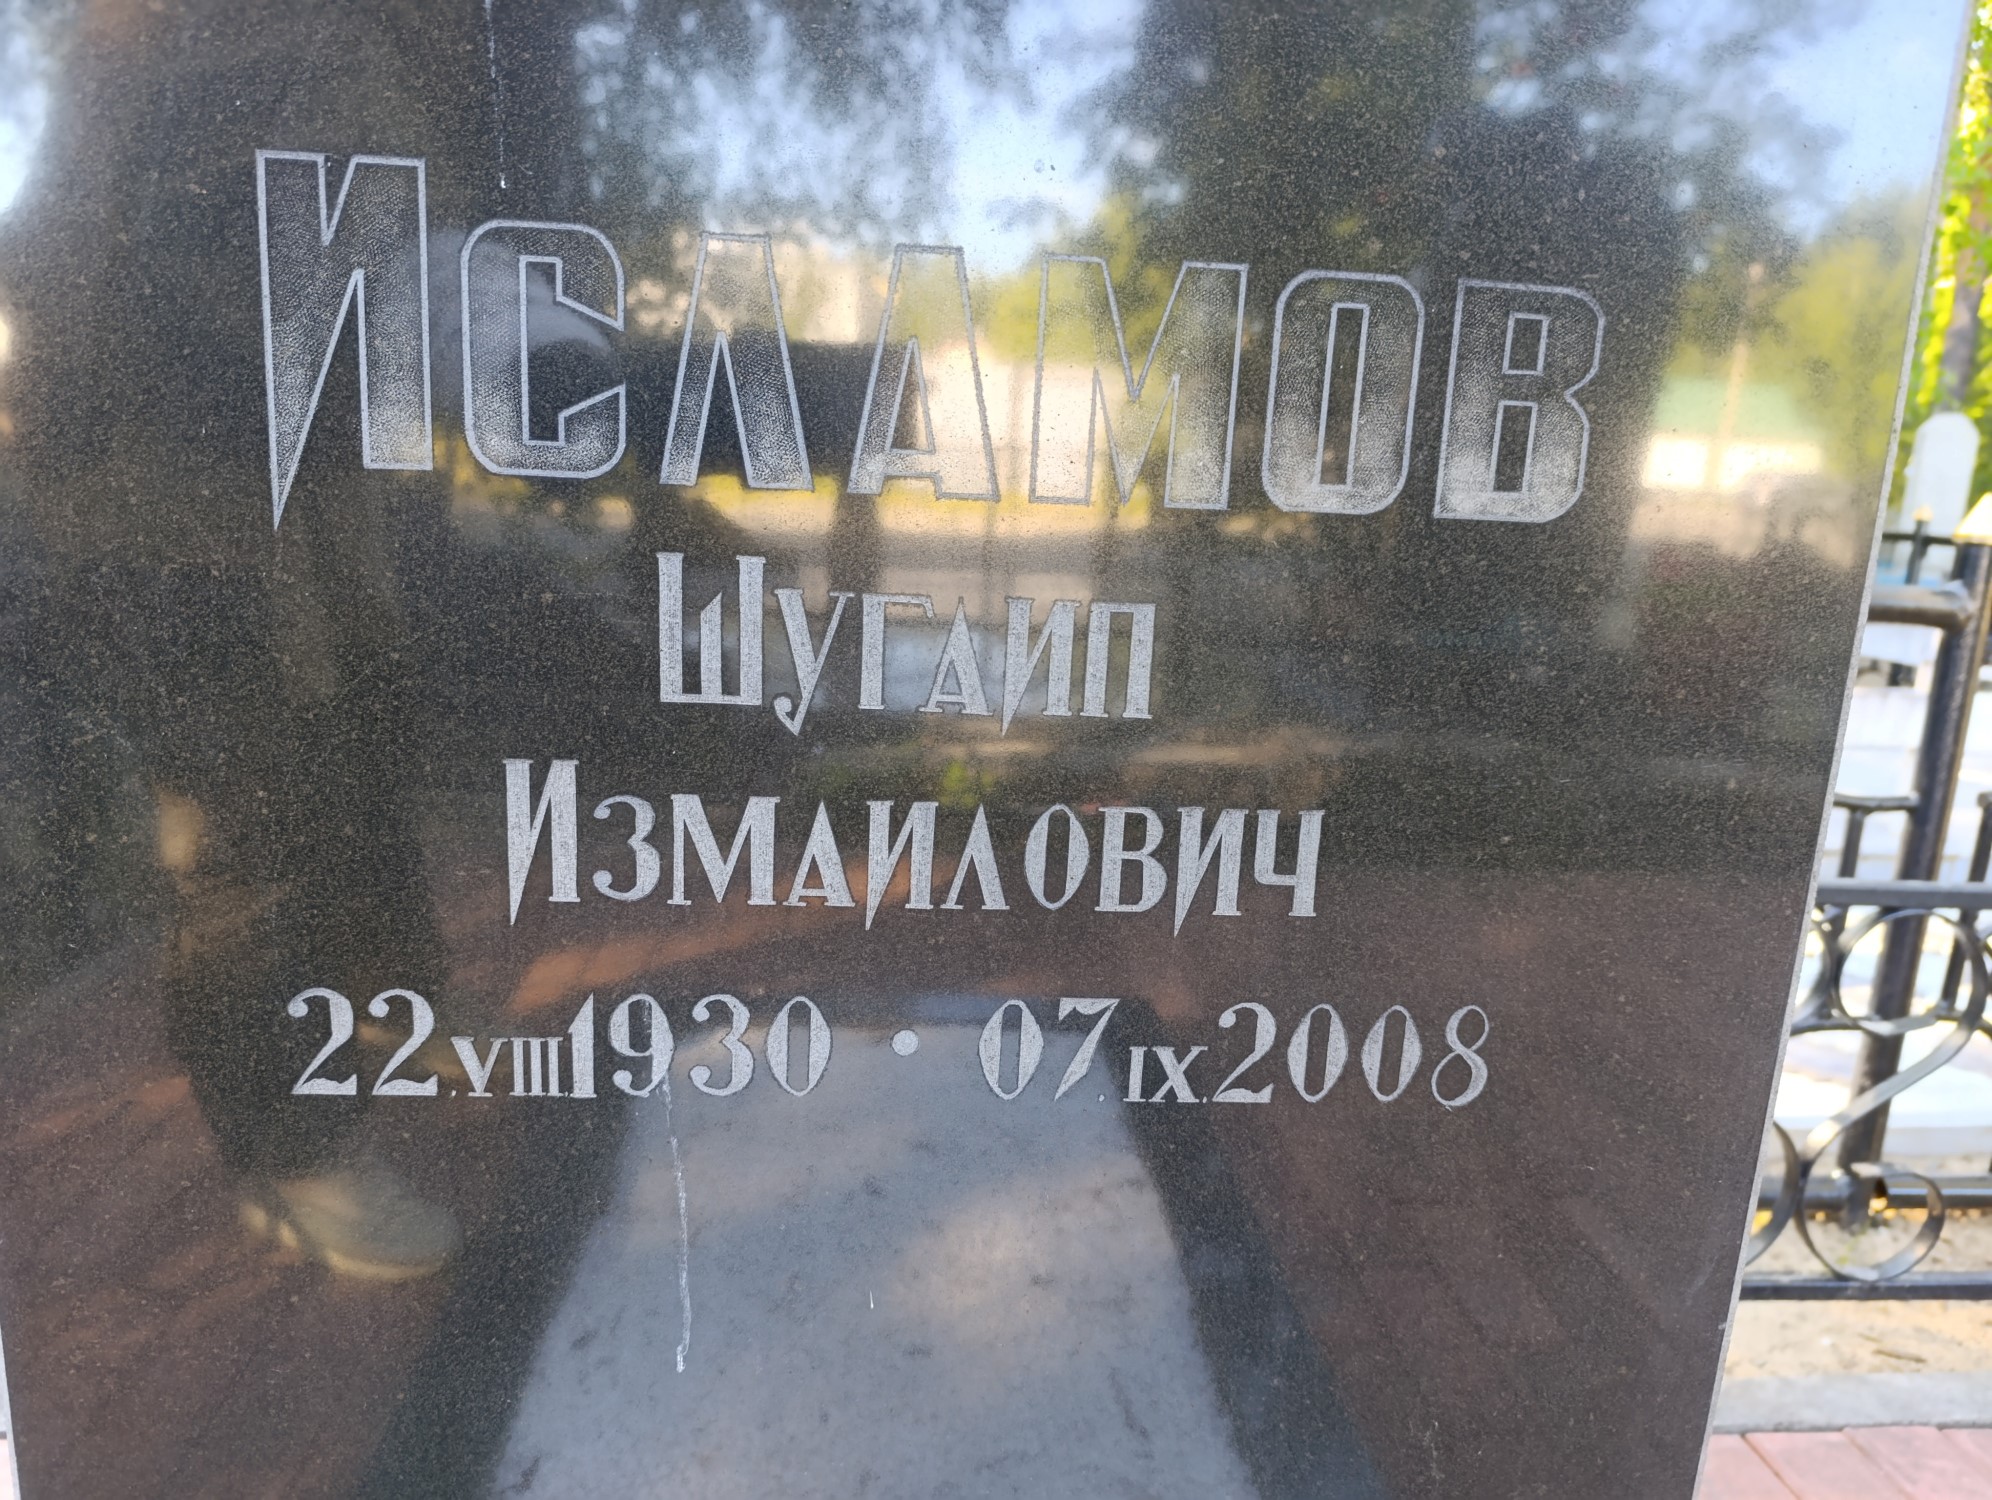 Исламов
Шугаип
Измаилович
22.VIII.1930 • 07.IX.2008